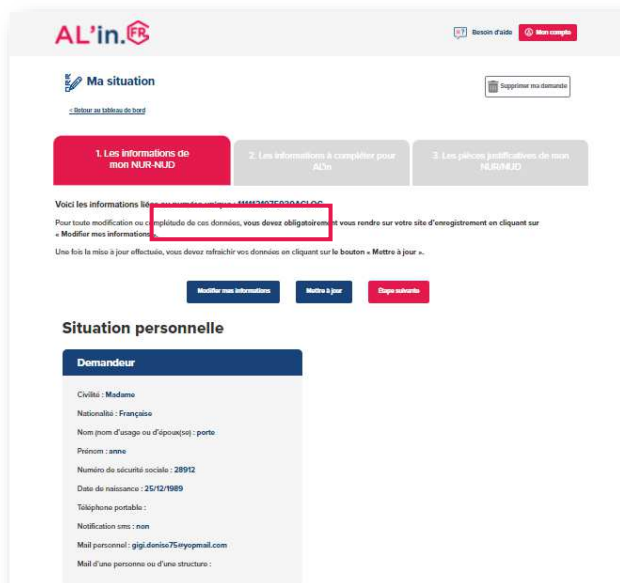 AL'in.FR
Besoin d'aide
Mon compte
Ma situation
Supprimer ma demande
< Retour au tableau de bord
1. Les informations de
mon NUR-NUD
2. Les informations à compléter pour
AL'in
3. Les pièces justificatives de mon
NUR/NUD
Voici les informations liées au numéro unique :
Pour toute modification ou complétude de ces données, vous devez obligatoirement vous rendre sur votre site d'enregistrement en cliquant sur
« Modifier mes informations ».
Une fois la mise à jour effectuée, vous devez rafraichir vos données en cliquant sur le bouton « Mettre à jour ».
Modifier mes informations
Mettre à jour
Étape suivante
Situation personnelle
Demandeur
Civilité : Madame
Nationalité : Française
Nom (nom d'usage ou d'époux(se) : porte
Prénom : anne
Numéro de sécurité sociale : 28912
Date de naissance : 25/12/1989
Téléphone portable :
Notification sms : non
Mail personnel : gigi.denise75@yopmail.com
Mail d'une personne ou d'une structure :